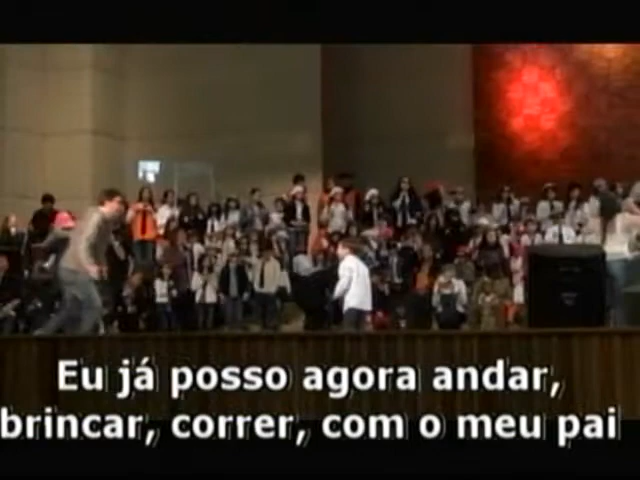 Eu já posso agora andar,
brincar, correr, com o meu pai